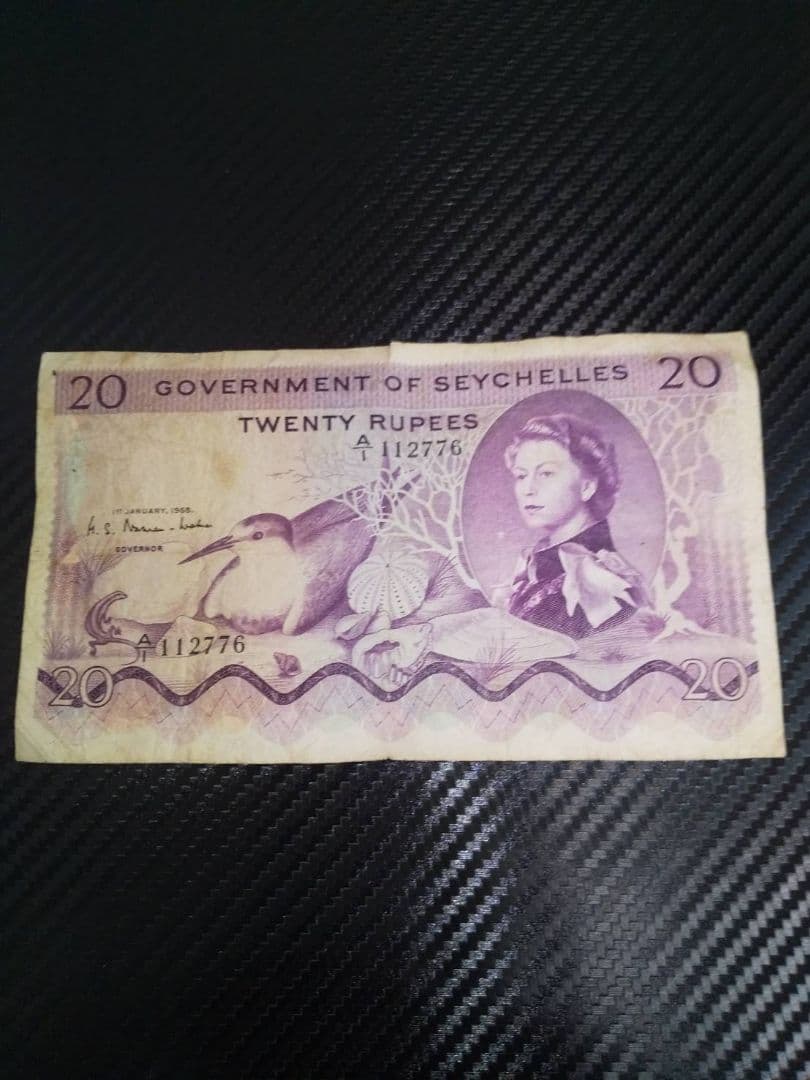 20 GOVERNMENT OF SEYCHELLES 20
TWENTY RUPEES
A/1 112776
1ST JANUARY, 1968.
GOVERNOR
A/1 112776
20 20